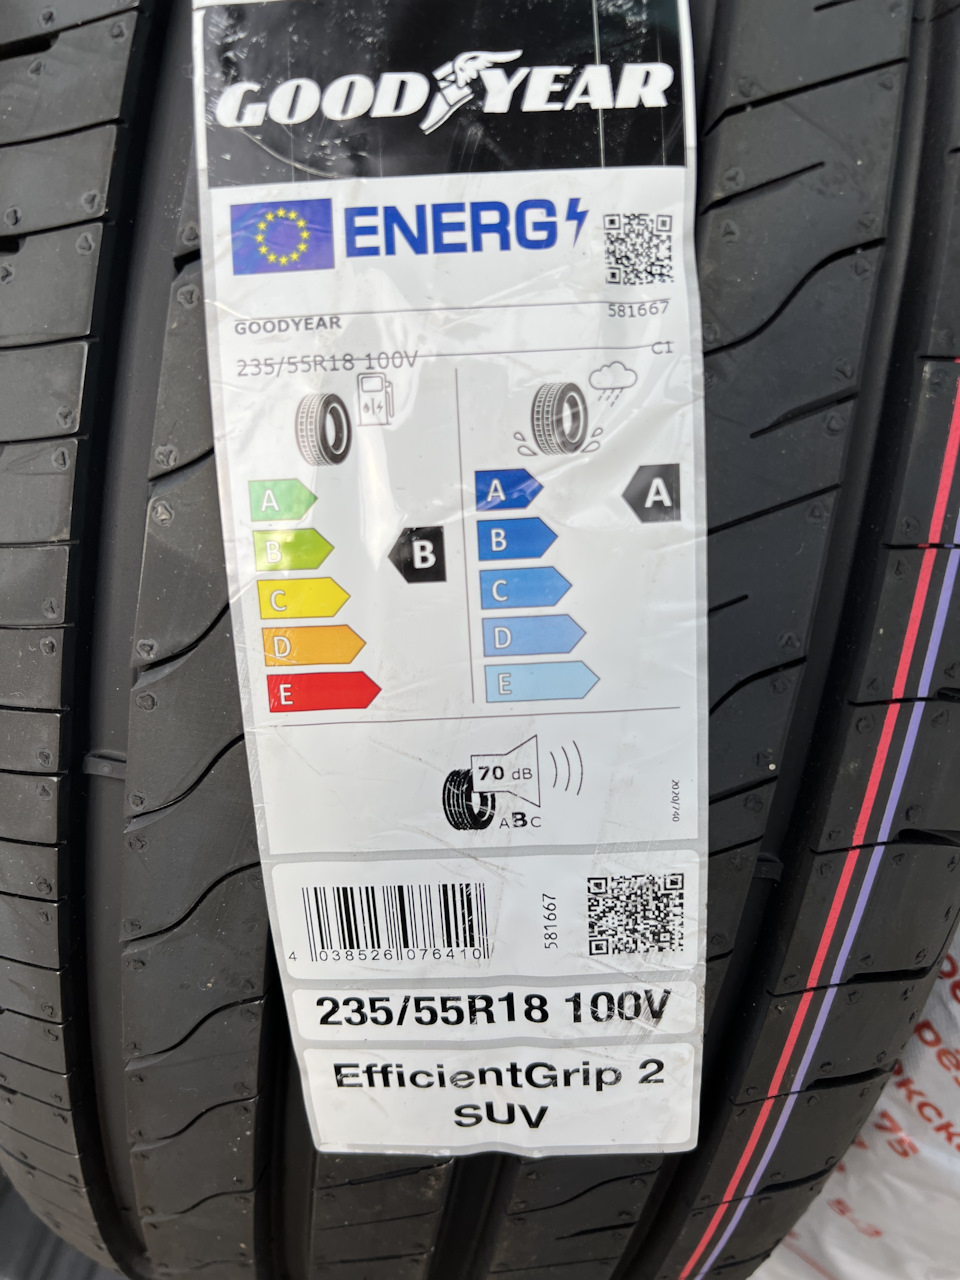 GOODYEAR
ENERG
GOODYEAR
581667
235/55R18 100V
C1
A
B
C
D
E
B
A
B
C
D
E
A
70 dB
ABC
2020/740
4 038526 076410
581667
235/55R18 100V
EfficientGrip 2
SUV